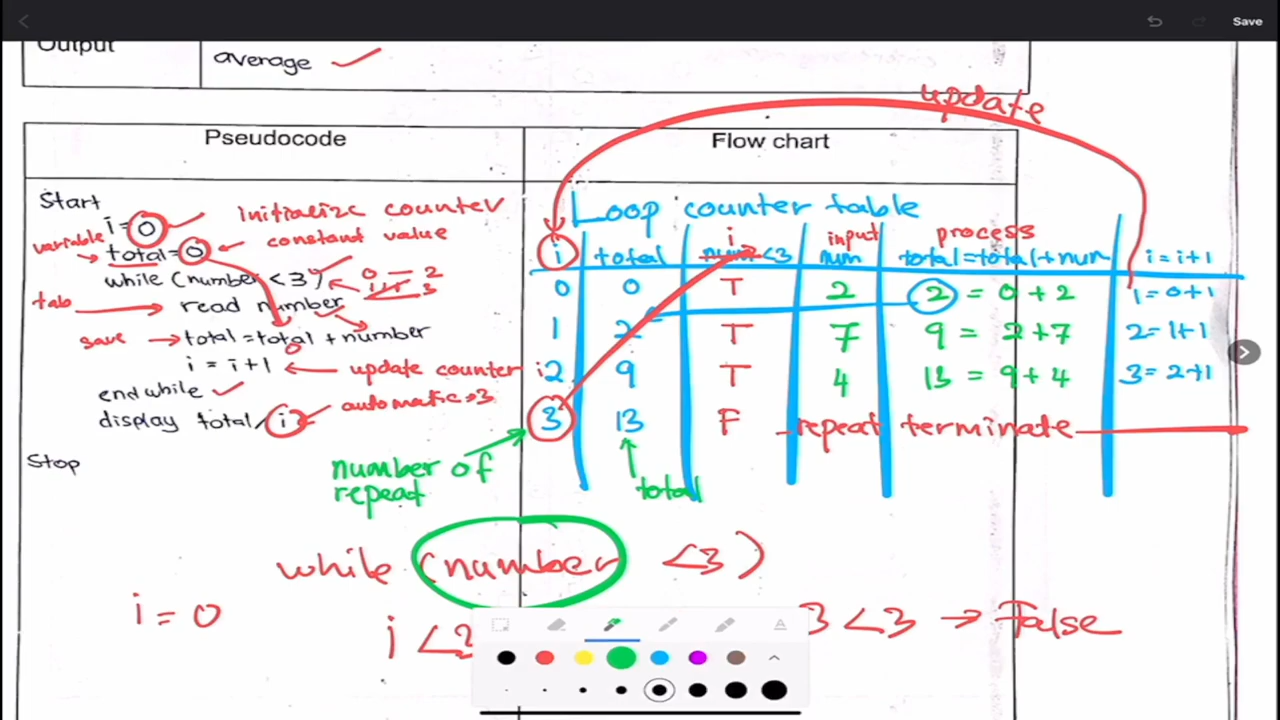 Save
Output
average
update
Pseudocode
Flow chart
Start
i = 0 initialize counter
variable total = 0 constant value
while (number < 3) 0 — 2
i++ 3
tab read number
save total = total + number
0
i = i+1 update counter i
end while
display total/i automatic → 3
Stop
Loop counter table
i total num i < 3 input num process total = total + num i = i+1
0 0 T 2 2 = 0 + 2 1 = 0+1
1 2 T 7 9 = 2+7 2 = 1+1
2 9 T 4 13 = 9+4 3 = 2+1
3 13 F repeat terminate
number of repeat
total
while (number < 3)
i = 0
i < 3 < 3 → False
A